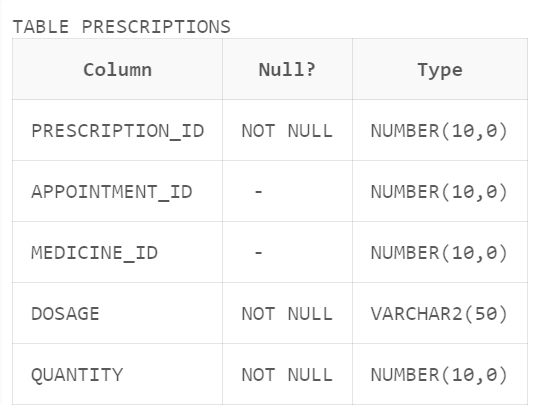 TABLE PRESCRIPTIONS
Column Null? Type
PRESCRIPTION_ID NOT NULL NUMBER(10,0)
APPOINTMENT_ID - NUMBER(10,0)
MEDICINE_ID - NUMBER(10,0)
DOSAGE NOT NULL VARCHAR2(50)
QUANTITY NOT NULL NUMBER(10,0)